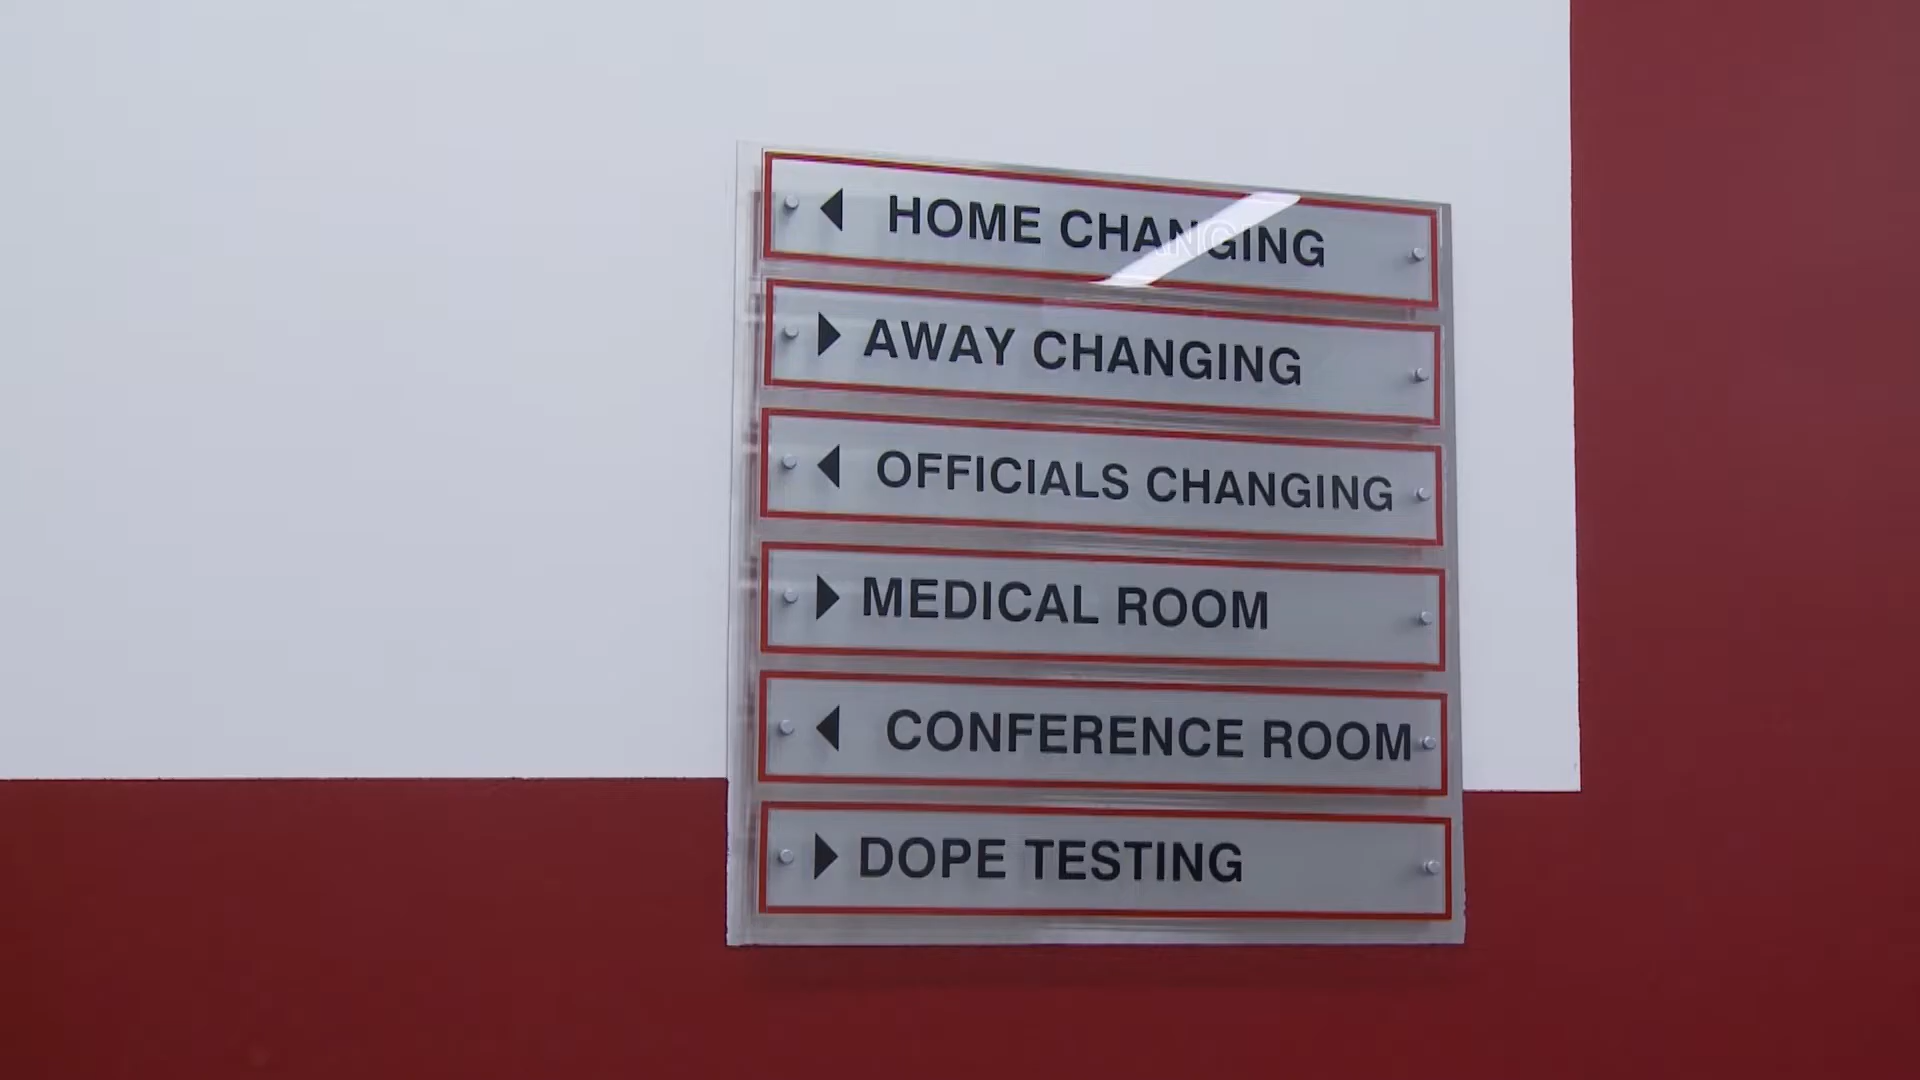 HOME CHANGING
AWAY CHANGING
OFFICIALS CHANGING
MEDICAL ROOM
CONFERENCE ROOM
DOPE TESTING